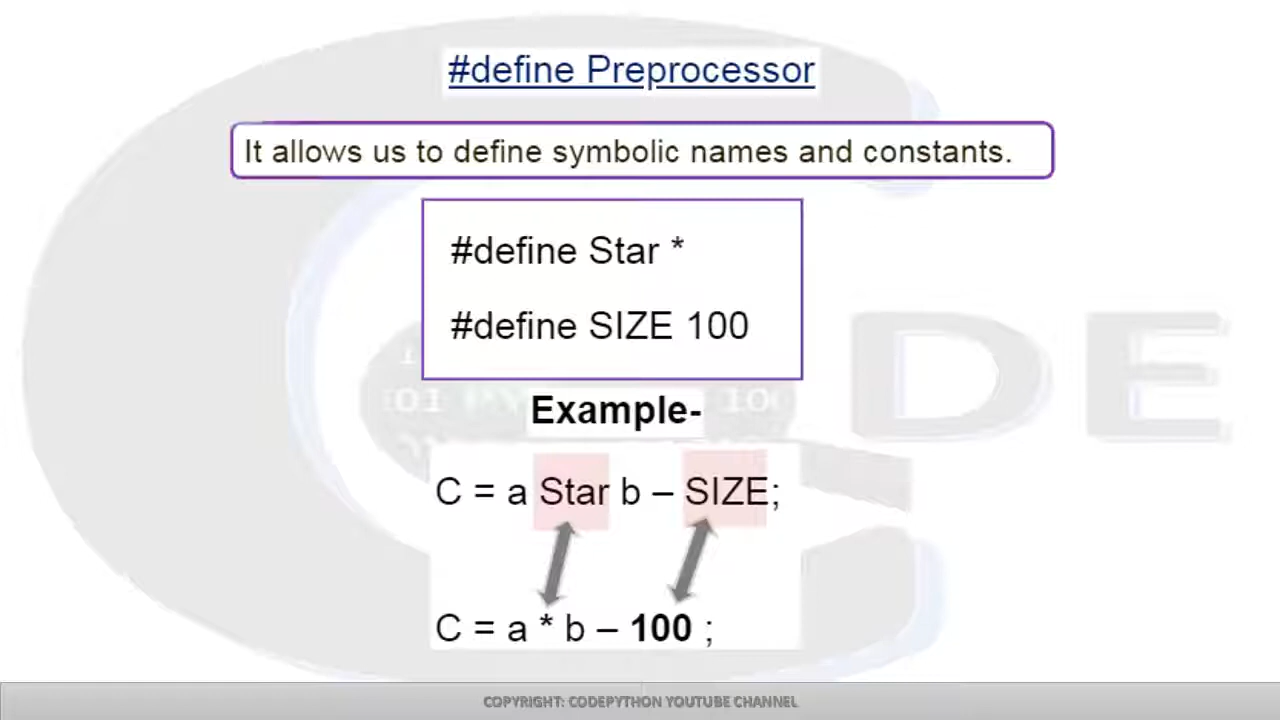 #define Preprocessor
It allows us to define symbolic names and constants.
#define Star *
#define SIZE 100
Example-
C = a Star b – SIZE;
C = a * b – 100 ;
DE
COPYRIGHT: CODEPYTHON YOUTUBE CHANNEL